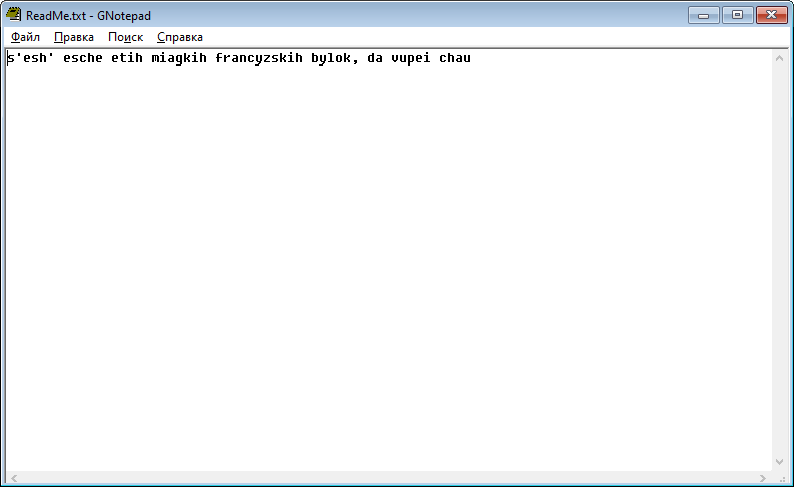 ReadMe.txt - GNotepad
Файл Правка Поиск Справка
s'esh' esche etih miagkih francyzskih bylok, da vupei chau